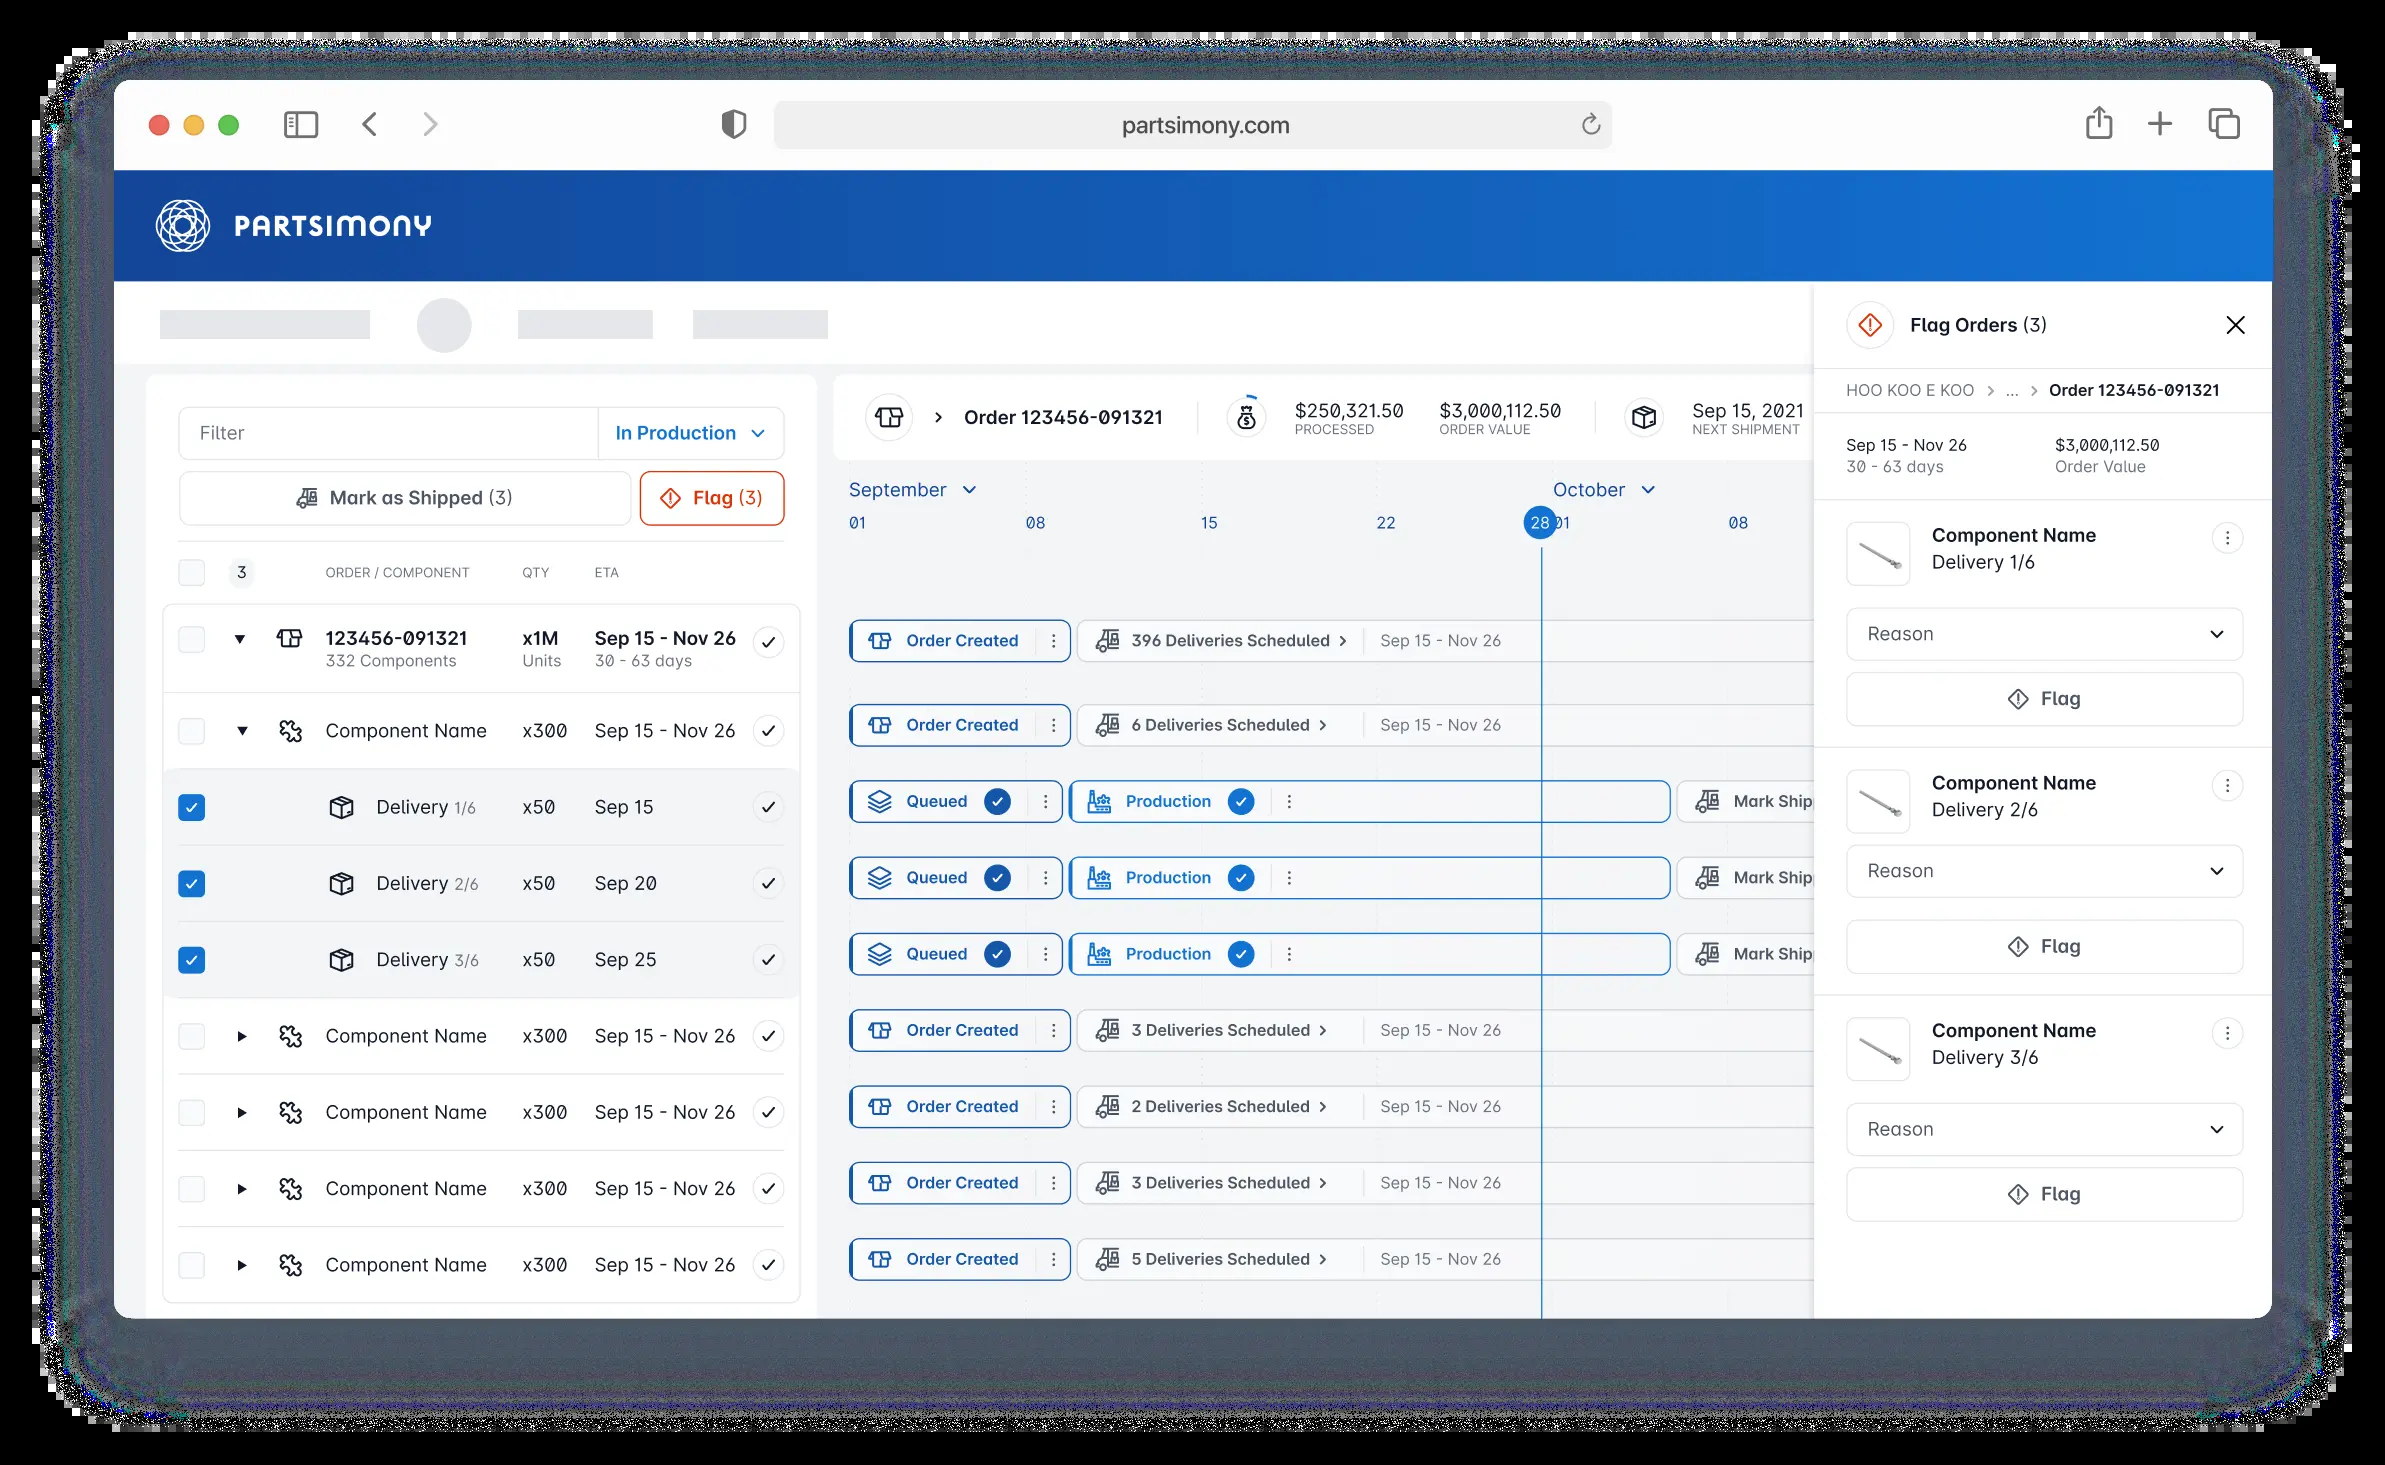 partsimony.com
PARTSIMONY
Filter
In Production
Mark as Shipped (3)
Flag (3)
3
ORDER / COMPONENT QTY ETA
123456-091321 x1M Sep 15 - Nov 26
332 Components Units 30 - 63 days
Component Name x300 Sep 15 - Nov 26
Delivery 1/6 x50 Sep 15
Delivery 2/6 x50 Sep 20
Delivery 3/6 x50 Sep 25
Component Name x300 Sep 15 - Nov 26
Component Name x300 Sep 15 - Nov 26
Component Name x300 Sep 15 - Nov 26
Component Name x300 Sep 15 - Nov 26
Order 123456-091321
$250,321.50 $3,000,112.50 Sep 15, 2021
PROCESSED ORDER VALUE NEXT SHIPMENT
September October
01 08 15 22 28 01 08
Order Created 396 Deliveries Scheduled Sep 15 - Nov 26
Order Created 6 Deliveries Scheduled Sep 15 - Nov 26
Queued Production Mark Ship
Queued Production Mark Ship
Queued Production Mark Ship
Order Created 3 Deliveries Scheduled Sep 15 - Nov 26
Order Created 2 Deliveries Scheduled Sep 15 - Nov 26
Order Created 3 Deliveries Scheduled Sep 15 - Nov 26
Order Created 5 Deliveries Scheduled Sep 15 - Nov 26
Flag Orders (3)
HOO KOO E KOO > ... > Order 123456-091321
Sep 15 - Nov 26 $3,000,112.50
30 - 63 days Order Value
Component Name
Delivery 1/6
Reason
Flag
Component Name
Delivery 2/6
Reason
Flag
Component Name
Delivery 3/6
Reason
Flag